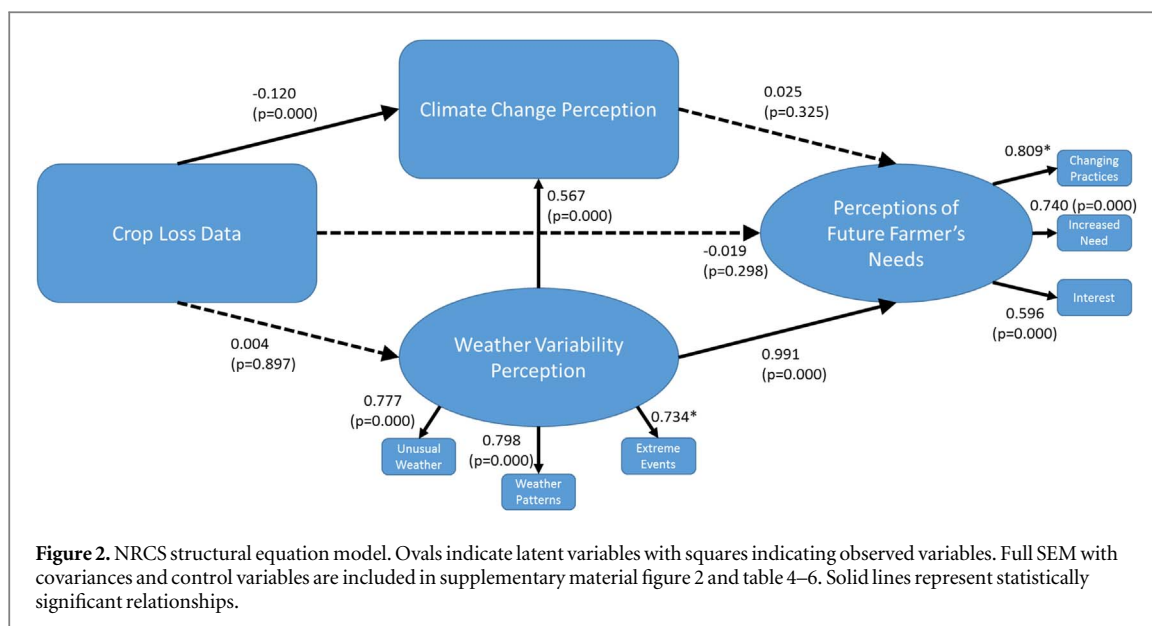 -0.120
(p=0.000)
Climate Change Perception
0.025
(p=0.325)
Crop Loss Data
0.567
(p=0.000)
-0.019
(p=0.298)
Perceptions of
Future Farmer's
Needs
0.809*
Changing
Practices
0.740 (p=0.000)
Increased
Need
Interest
0.596
(p=0.000)
0.004
(p=0.897)
Weather Variability
Perception
0.991
(p=0.000)
0.777
(p=0.000)
Unusual
Weather
0.798
(p=0.000)
Weather
Patterns
0.734*
Extreme
Events
Figure 2. NRCS structural equation model. Ovals indicate latent variables with squares indicating observed variables. Full SEM with
covariances and control variables are included in supplementary material figure 2 and table 4–6. Solid lines represent statistically
significant relationships.